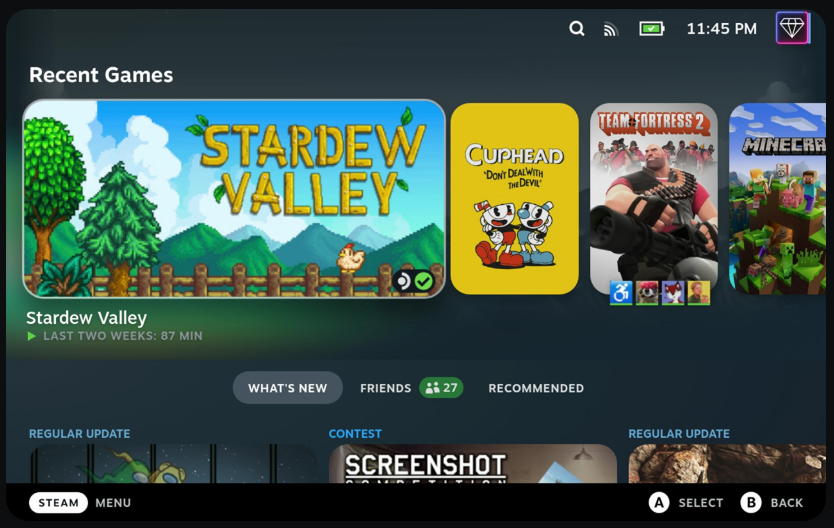 11:45 PM
Recent Games
STARDEW
VALLEY
CUPHEAD
"DON'T DEAL WITH
THE DEVIL"
TEAM FORTRESS 2
Stardew Valley
LAST TWO WEEKS: 87 MIN
WHAT'S NEW FRIENDS 27 RECOMMENDED
REGULAR UPDATE CONTEST REGULAR UPDATE
SCREENSHOT
STEAM MENU A SELECT B BACK